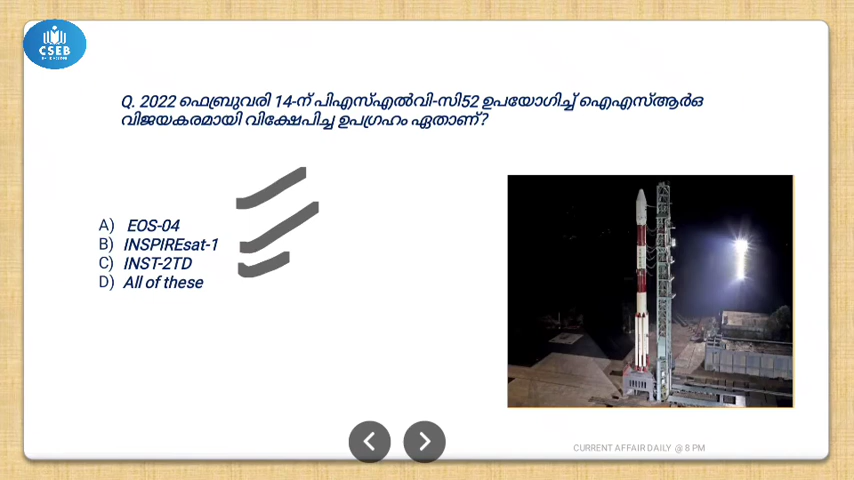 CSEB
Q. 2022 ഫെബ്രുവരി 14-ന് പിഎസ്എൽവി-സി52 ഉപയോഗിച്ച് ഐഎസ്ആർഒ
വിജയകരമായി വിക്ഷേപിച്ച ഉപഗ്രഹം ഏതാണ്?
A) EOS-04
B) INSPIREsat-1
C) INST-2TD
D) All of these
CURRENT AFFAIR DAILY @ 8 PM